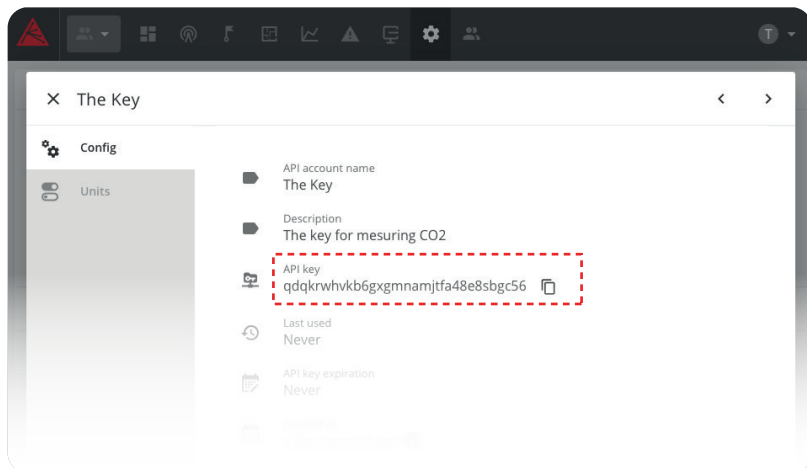 T
The Key
Config
Units
API account name
The Key
Description
The key for mesuring CO2
API key
qdqkrwhvkb6gxgmnamjtfa48e8sbgc56
Last used
Never
API key expiration
Never